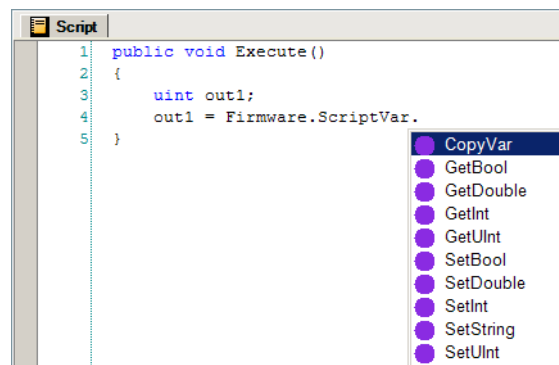 Script
1 public void Execute()
2 {
3 uint out1;
4 out1 = Firmware.ScriptVar.
5 }
CopyVar
GetBool
GetDouble
GetInt
GetUInt
SetBool
SetDouble
SetInt
SetString
SetUInt